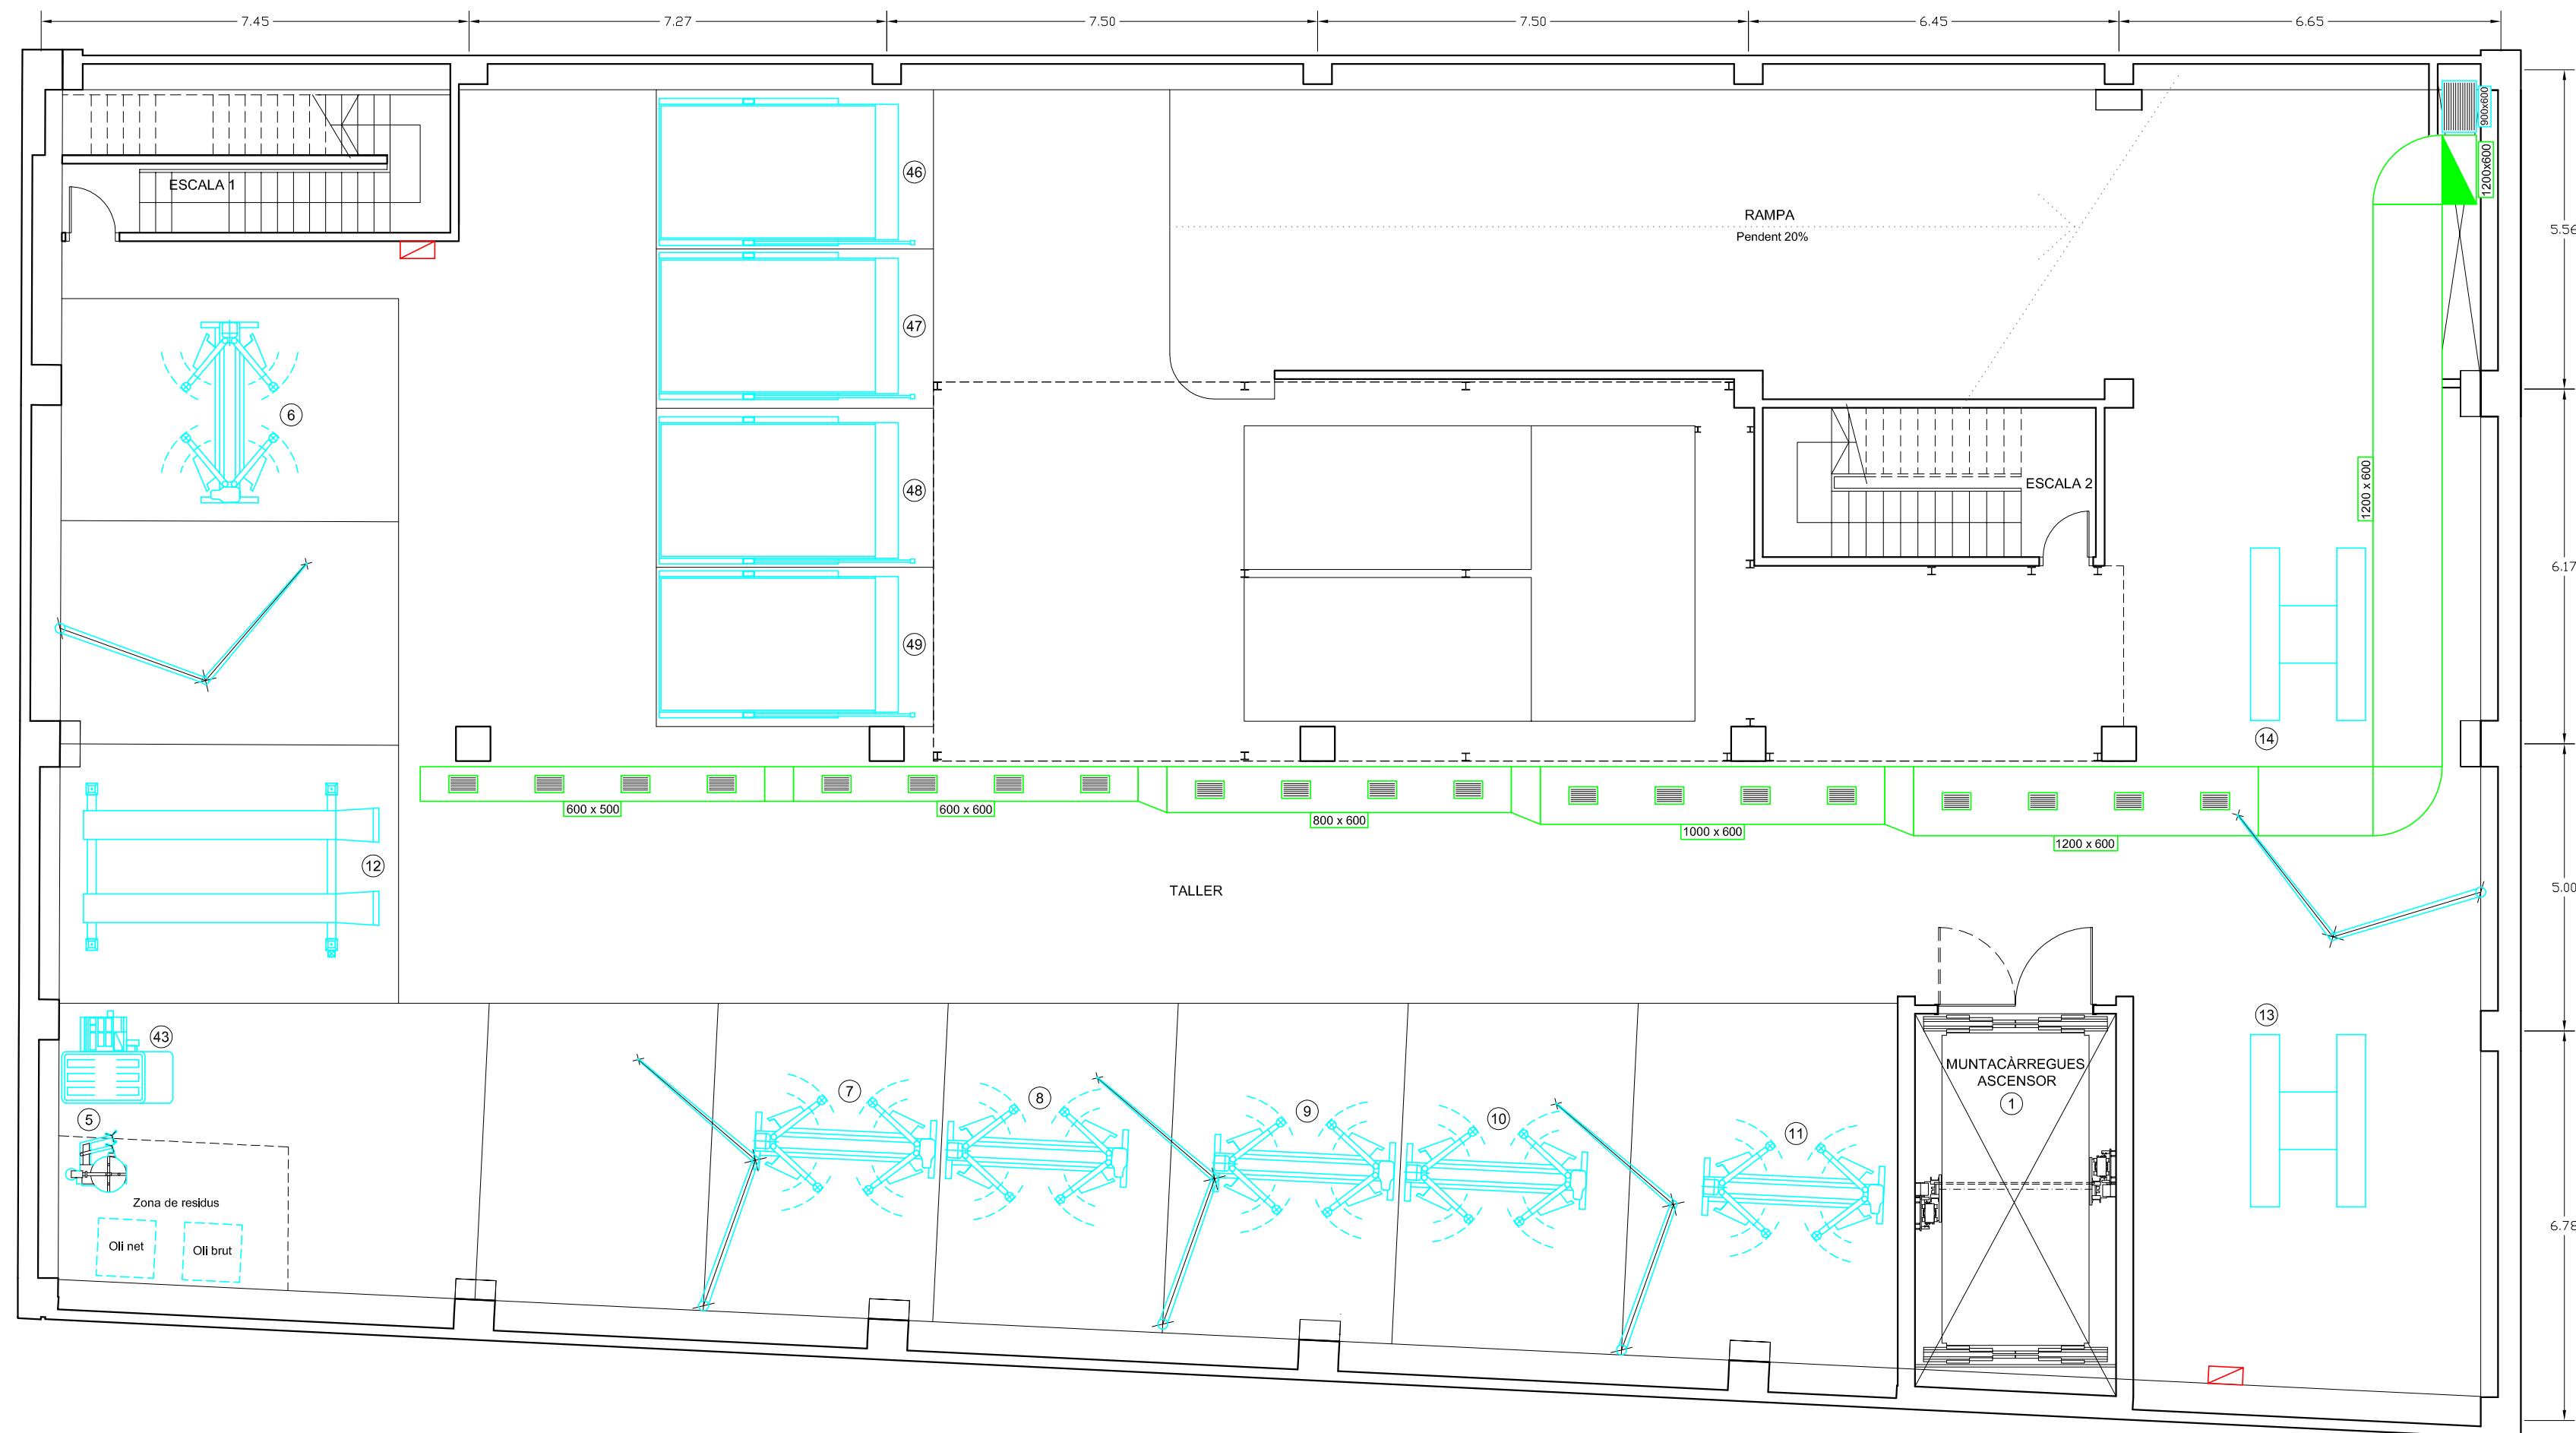 7.45
7.27
7.50
7.50
6.45
6.65
900x600
1200x600
5.56
ESCALA 1
46
RAMPA
Pendent 20%
47
6
48
ESCALA 2
1200 x 600
6.17
49
14
600 x 500
600 x 600
800 x 600
1000 x 600
1200 x 600
12
TALLER
5.00
43
13
5
7
8
9
10
11
MUNTACÀRREGUES
ASCENSOR
1
Zona de residus
Oli net
Oli brut
6.78